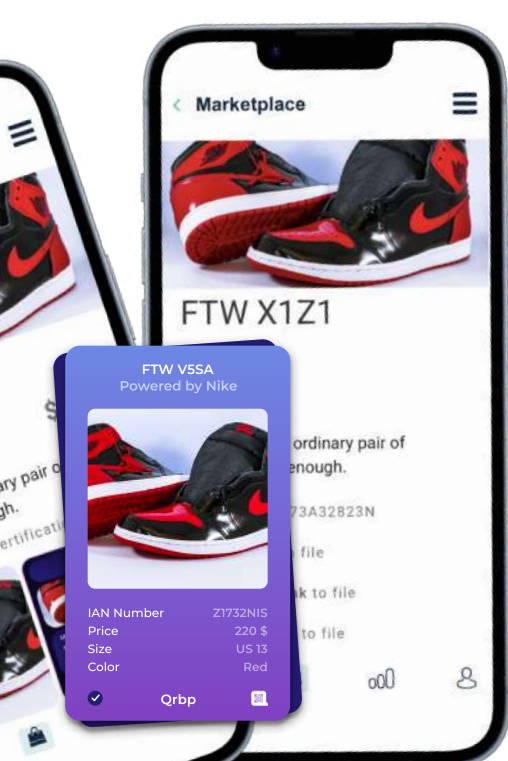 Marketplace
FTW X1Z1
$
ordinary pair of
enough.
73A32823N
file
k to file
to file
ary pair o
gh.
ertificati
FTW V5SA
Powered by Nike
IAN Number Z1732NIS
Price 220 $
Size US 13
Color Red
Qrbp